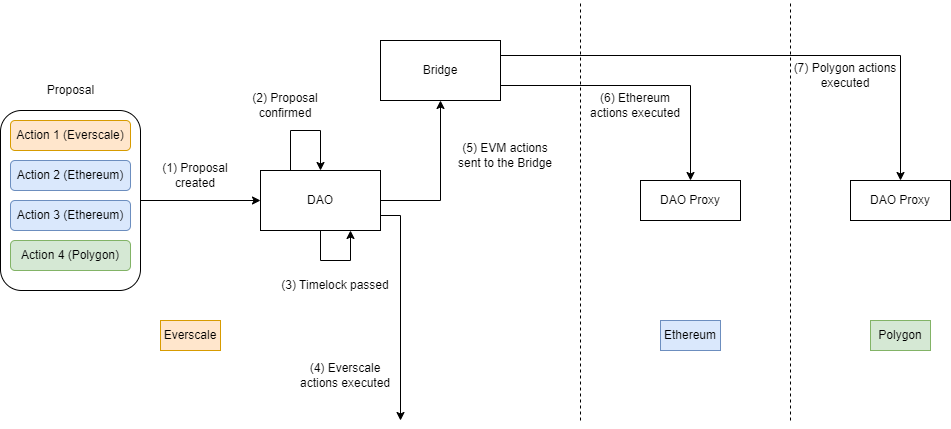 Proposal
Action 1 (Everscale)
Action 2 (Ethereum)
Action 3 (Ethereum)
Action 4 (Polygon)
(1) Proposal
created
(2) Proposal
confirmed
DAO
(3) Timelock passed
(4) Everscale
actions executed
Bridge
(5) EVM actions
sent to the Bridge
(6) Ethereum
actions executed
DAO Proxy
(7) Polygon actions
executed
DAO Proxy
Everscale
Ethereum
Polygon